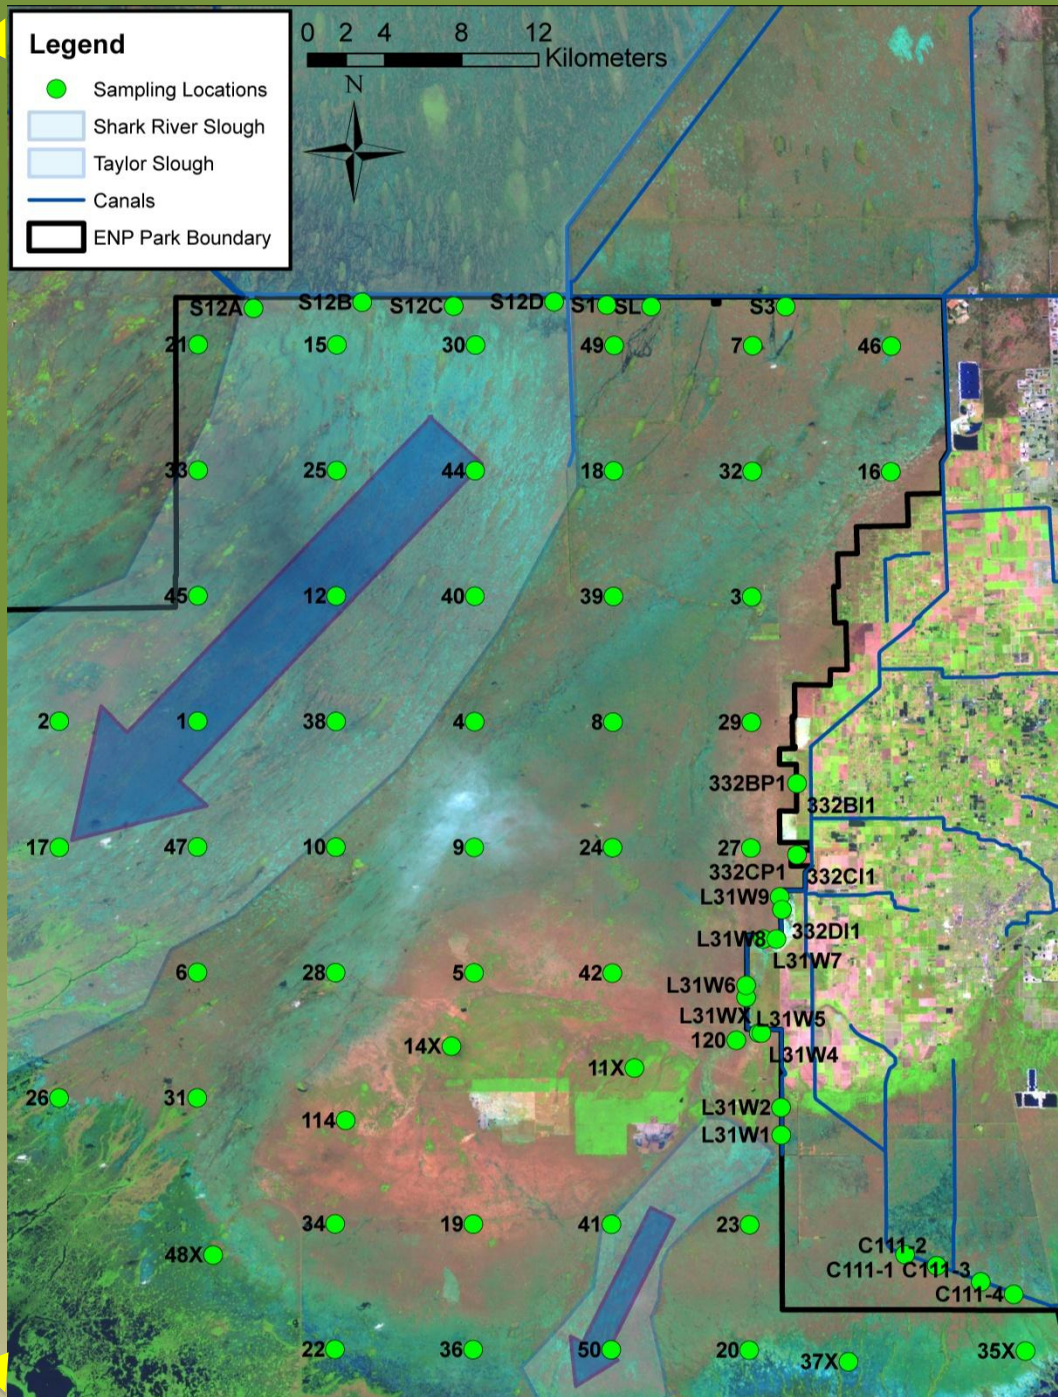 Legend
Sampling Locations
Shark River Slough
Taylor Slough
Canals
ENP Park Boundary
0 2 4 8 12
Kilometers
N
S12A S12B S12C S12D S1 SL S3
21 15 30 49 7 46
33 25 44 18 32 16
45 12 40 39 3
2 1 38 4 8 29
332BP1
332BI1
17 47 10 9 24 27
332CP1 332CI1
L31W9
332DI1
L31W8
L31W7
6 28 5 42
L31W6
L31WX L31W5
14X 120
L31W4
11X
26 31
L31W2
114
L31W1
34 19 41 23
C111-2
48X
C111-1 C111-3
C111-4
22 36 50 20
37X 35X